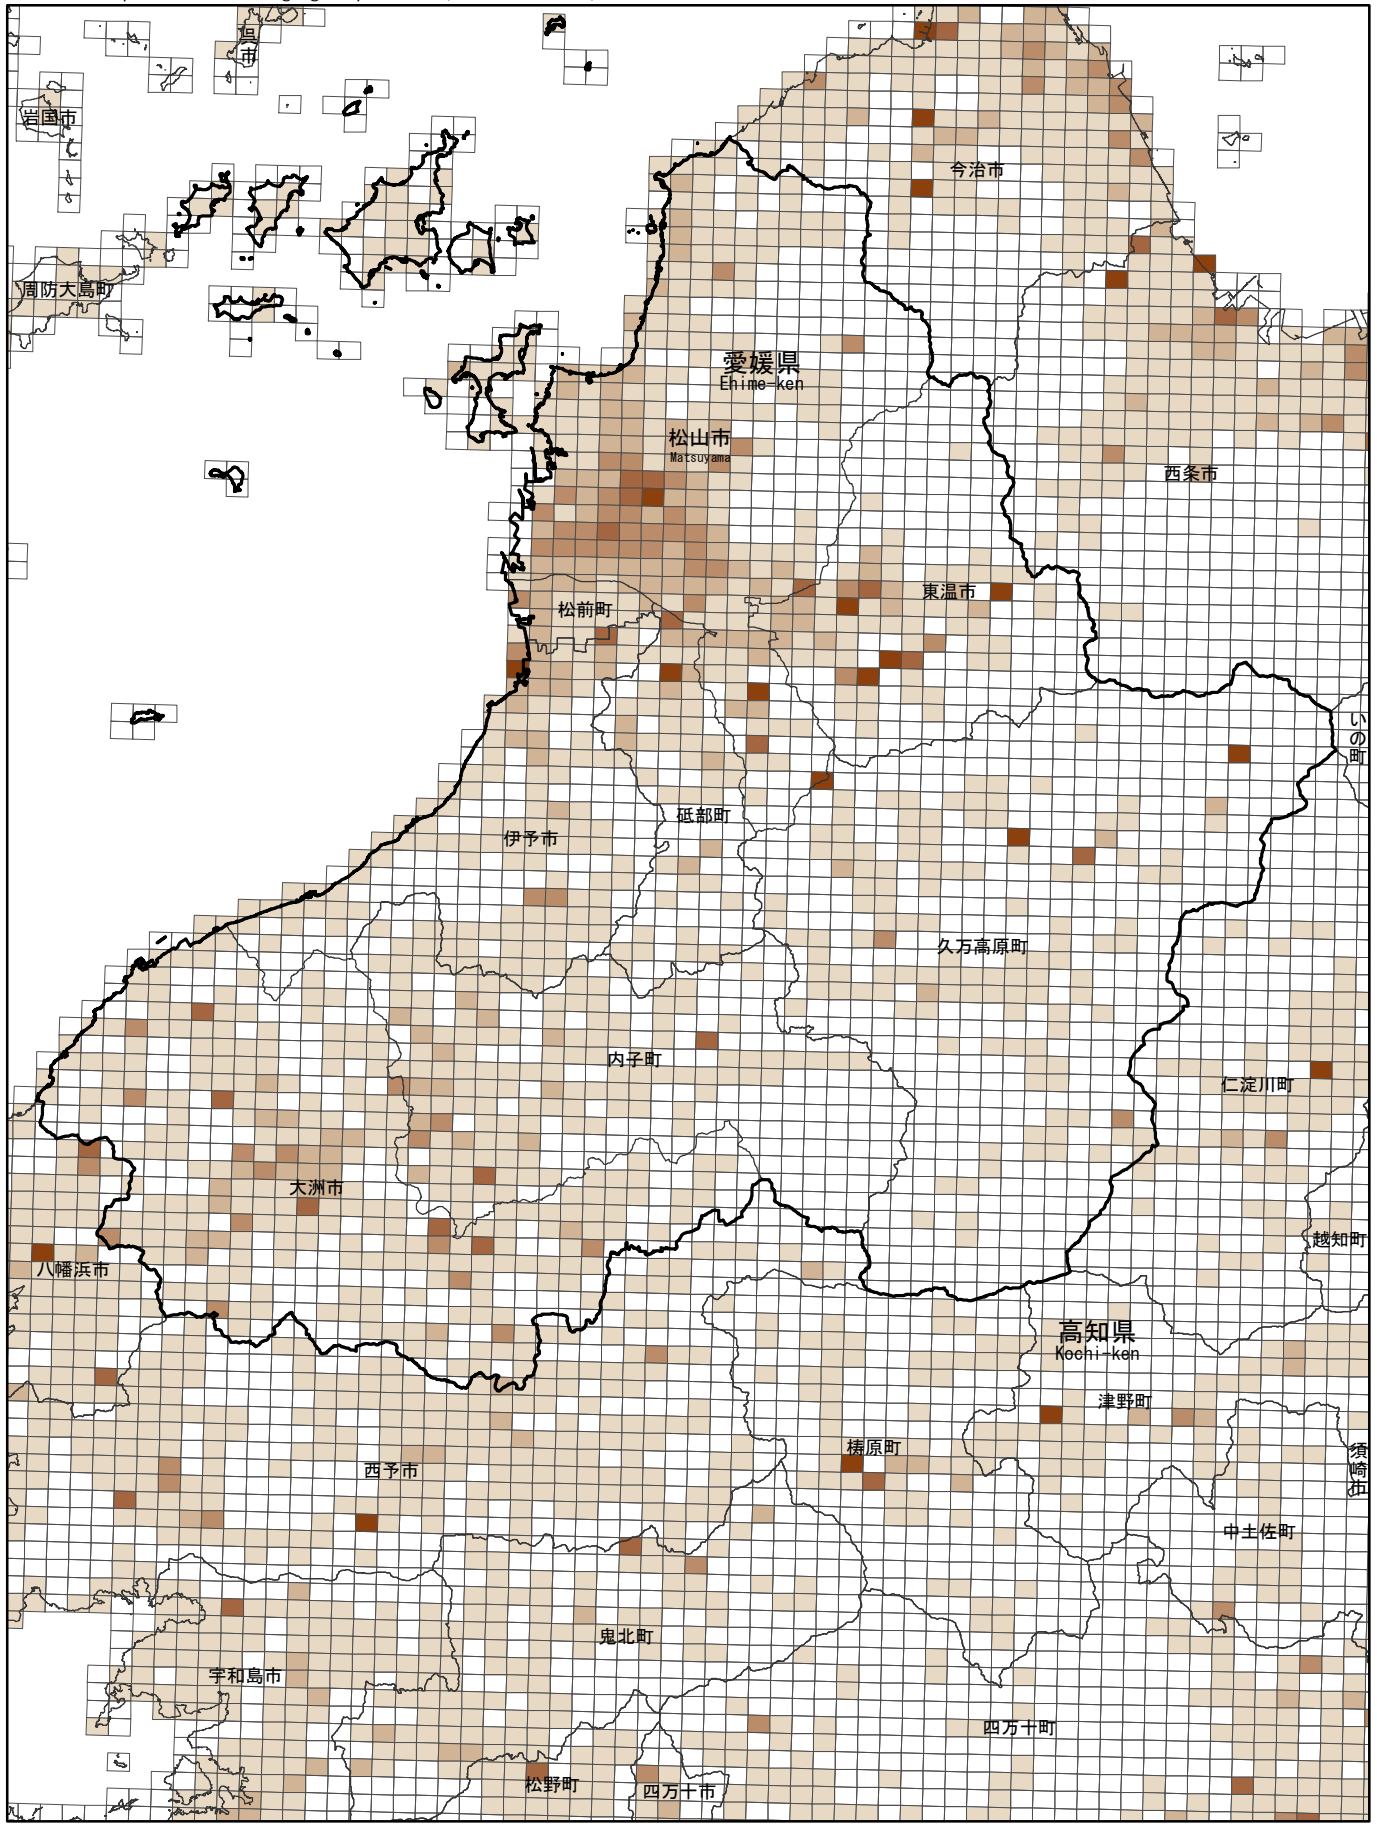 呉市
岩国市
今治市
周防大島町
愛媛県
Ehime-ken
松山市
Matsuyama
西条市
東温市
松前町
いの町
砥部町
伊予市
久万高原町
内子町
仁淀川町
大洲市
越知町
八幡浜市
高知県
Kochi-ken
津野町
梼原町
須崎市
西予市
中土佐町
鬼北町
宇和島市
四万十町
松野町
四万十市